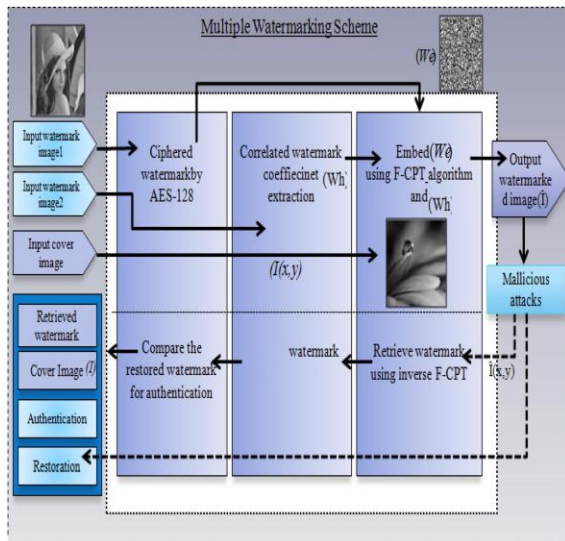 Multiple Watermarking Scheme
(We)
Input watermark
image1
Input watermark
image2
Input cover
image
Ciphered
watermarkby
AES-128
Correlated watermark
coeffiecinet (Wh)
extraction
Embed(We)
using F-CPT_algorithm
and (Wh)
Output
watermarke
d image(Î)
(I(x,y)
Mallicious
attacks
Retrieved
watermark
Cover Image (I)
Authentication
Restoration
Compare the
restored watermark
for authentication
watermark
Retrieve watermark
using inverse F-CPT
Î(x,y)